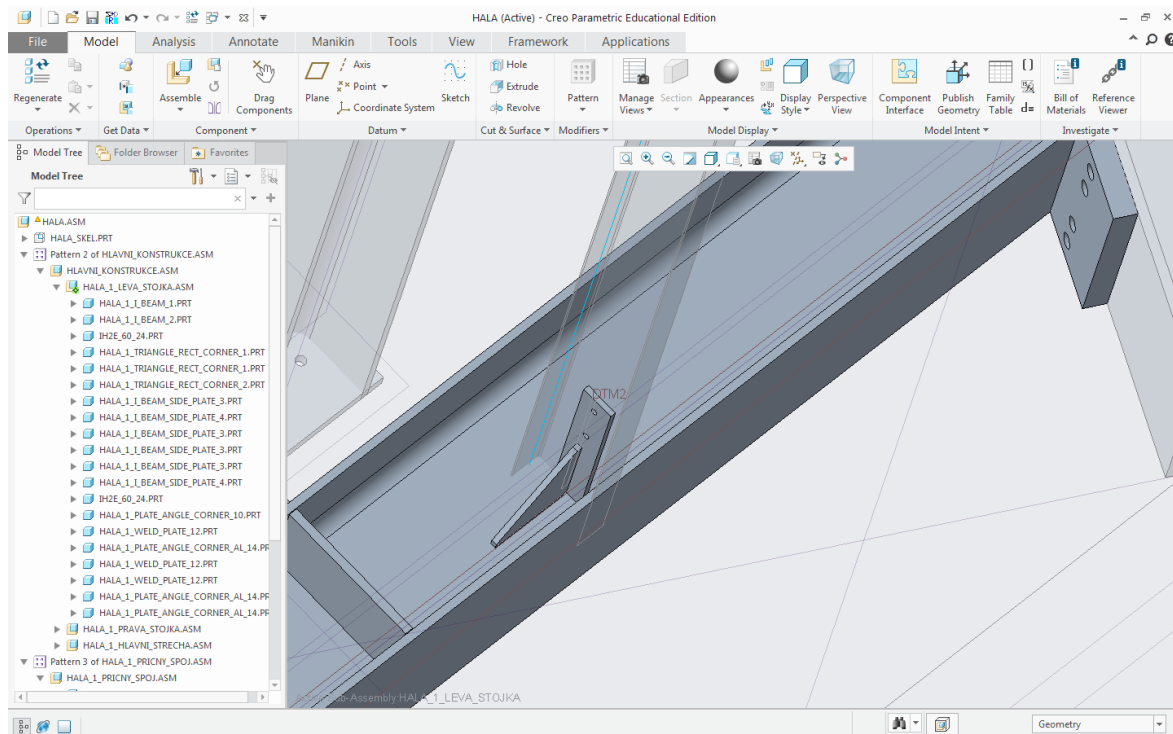 HALA (Active) - Creo Parametric Educational Edition
File Model Analysis Annotate Manikin Tools View Framework Applications
Regenerate
Assemble
Drag Components
Plane
Axis
Point
Coordinate System
Sketch
Hole
Extrude
Revolve
Pattern
Manage Views
Section
Appearances
Display Style
Perspective View
Component Interface
Publish Geometry
Family Table
d=
Bill of Materials
Reference Viewer
Operations Get Data Component Datum Cut & Surface Modifiers Model Display Model Intent Investigate
Model Tree Folder Browser Favorites
Model Tree
HALA.ASM
HALA_SKEL.PRT
Pattern 2 of HLAVNI_KONSTRUKCE.ASM
HLAVNI_KONSTRUKCE.ASM
HALA_1_LEVA_STOJKA.ASM
HALA_1_I_BEAM_1.PRT
HALA_1_I_BEAM_2.PRT
IH2E_60_24.PRT
HALA_1_TRIANGLE_RECT_CORNER_1.PRT
HALA_1_TRIANGLE_RECT_CORNER_1.PRT
HALA_1_TRIANGLE_RECT_CORNER_2.PRT
HALA_1_I_BEAM_SIDE_PLATE_3.PRT
HALA_1_I_BEAM_SIDE_PLATE_4.PRT
HALA_1_I_BEAM_SIDE_PLATE_3.PRT
HALA_1_I_BEAM_SIDE_PLATE_3.PRT
HALA_1_I_BEAM_SIDE_PLATE_3.PRT
HALA_1_I_BEAM_SIDE_PLATE_4.PRT
IH2E_60_24.PRT
HALA_1_PLATE_ANGLE_CORNER_10.PRT
HALA_1_WELD_PLATE_12.PRT
HALA_1_PLATE_ANGLE_CORNER_AL_14.PR
HALA_1_WELD_PLATE_12.PRT
HALA_1_WELD_PLATE_12.PRT
HALA_1_PLATE_ANGLE_CORNER_AL_14.PR
HALA_1_PLATE_ANGLE_CORNER_AL_14.PR
HALA_1_PRAVA_STOJKA.ASM
HALA_1_HLAVNI_STRECHA.ASM
Pattern 3 of HALA_1_PRICNY_SPOJ.ASM
HALA_1_PRICNY_SPOJ.ASM
DTM2
Sub-Assembly:HALA_1_LEVA_STOJKA
Geometry